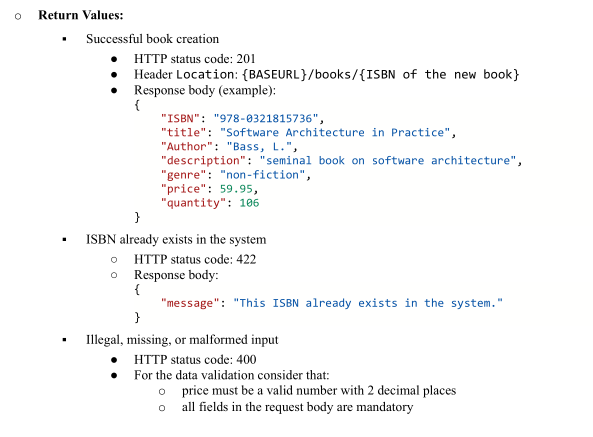 ○ Return Values:
▪ Successful book creation
● HTTP status code: 201
● Header Location: {BASEURL}/books/{ISBN of the new book}
● Response body (example):
{
"ISBN": "978-0321815736",
"title": "Software Architecture in Practice",
"Author": "Bass, L.",
"description": "seminal book on software architecture",
"genre": "non-fiction",
"price": 59.95,
"quantity": 106
}
▪ ISBN already exists in the system
○ HTTP status code: 422
○ Response body:
{
"message": "This ISBN already exists in the system."
}
▪ Illegal, missing, or malformed input
● HTTP status code: 400
● For the data validation consider that:
○ price must be a valid number with 2 decimal places
○ all fields in the request body are mandatory